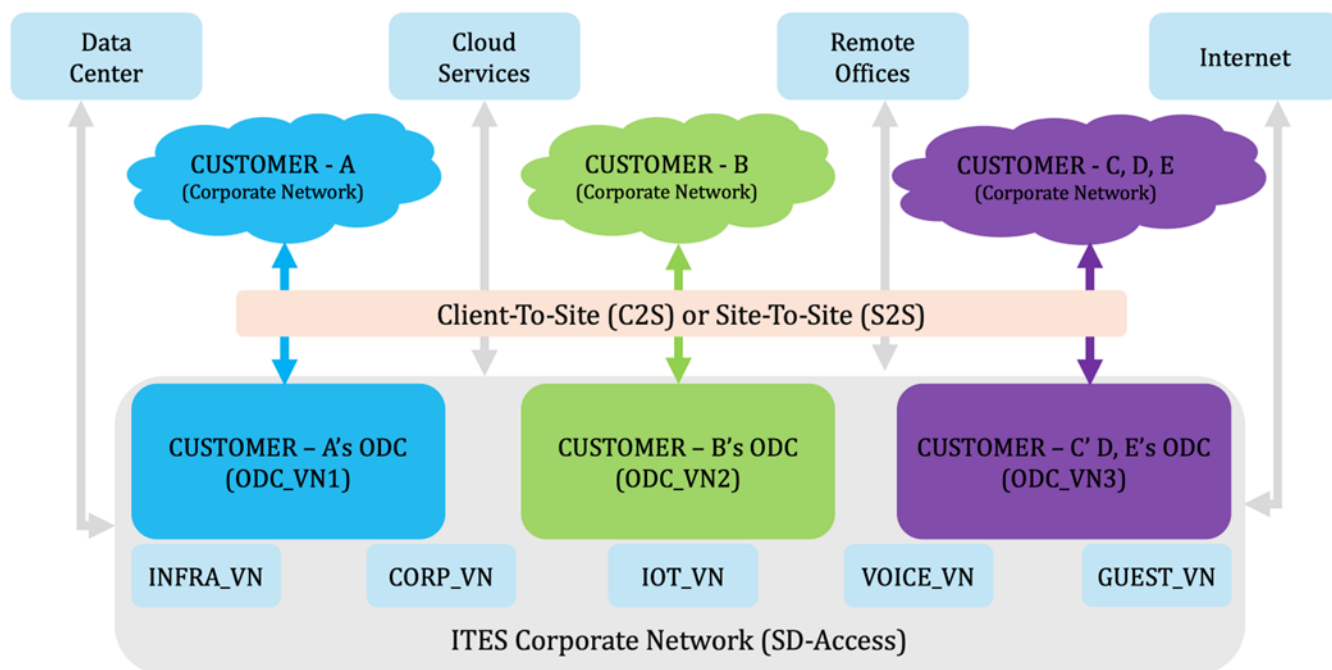 Data
Center
Cloud
Services
Remote
Offices
Internet
CUSTOMER - A
(Corporate Network)
CUSTOMER - B
(Corporate Network)
CUSTOMER - C, D, E
(Corporate Network)
Client-To-Site (C2S) or Site-To-Site (S2S)
CUSTOMER – A’s ODC
(ODC_VN1)
CUSTOMER – B’s ODC
(ODC_VN2)
CUSTOMER – C’ D, E’s ODC
(ODC_VN3)
INFRA_VN
CORP_VN
IOT_VN
VOICE_VN
GUEST_VN
ITES Corporate Network (SD-Access)